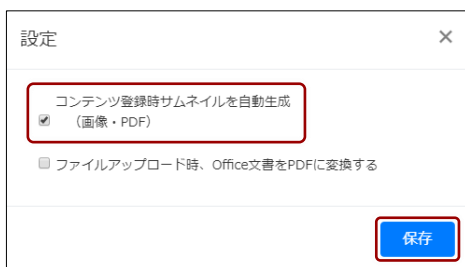 設定
×
コンテンツ登録時サムネイルを自動生成
（画像・PDF）
ファイルアップロード時、Office文書をPDFに変換する
保存